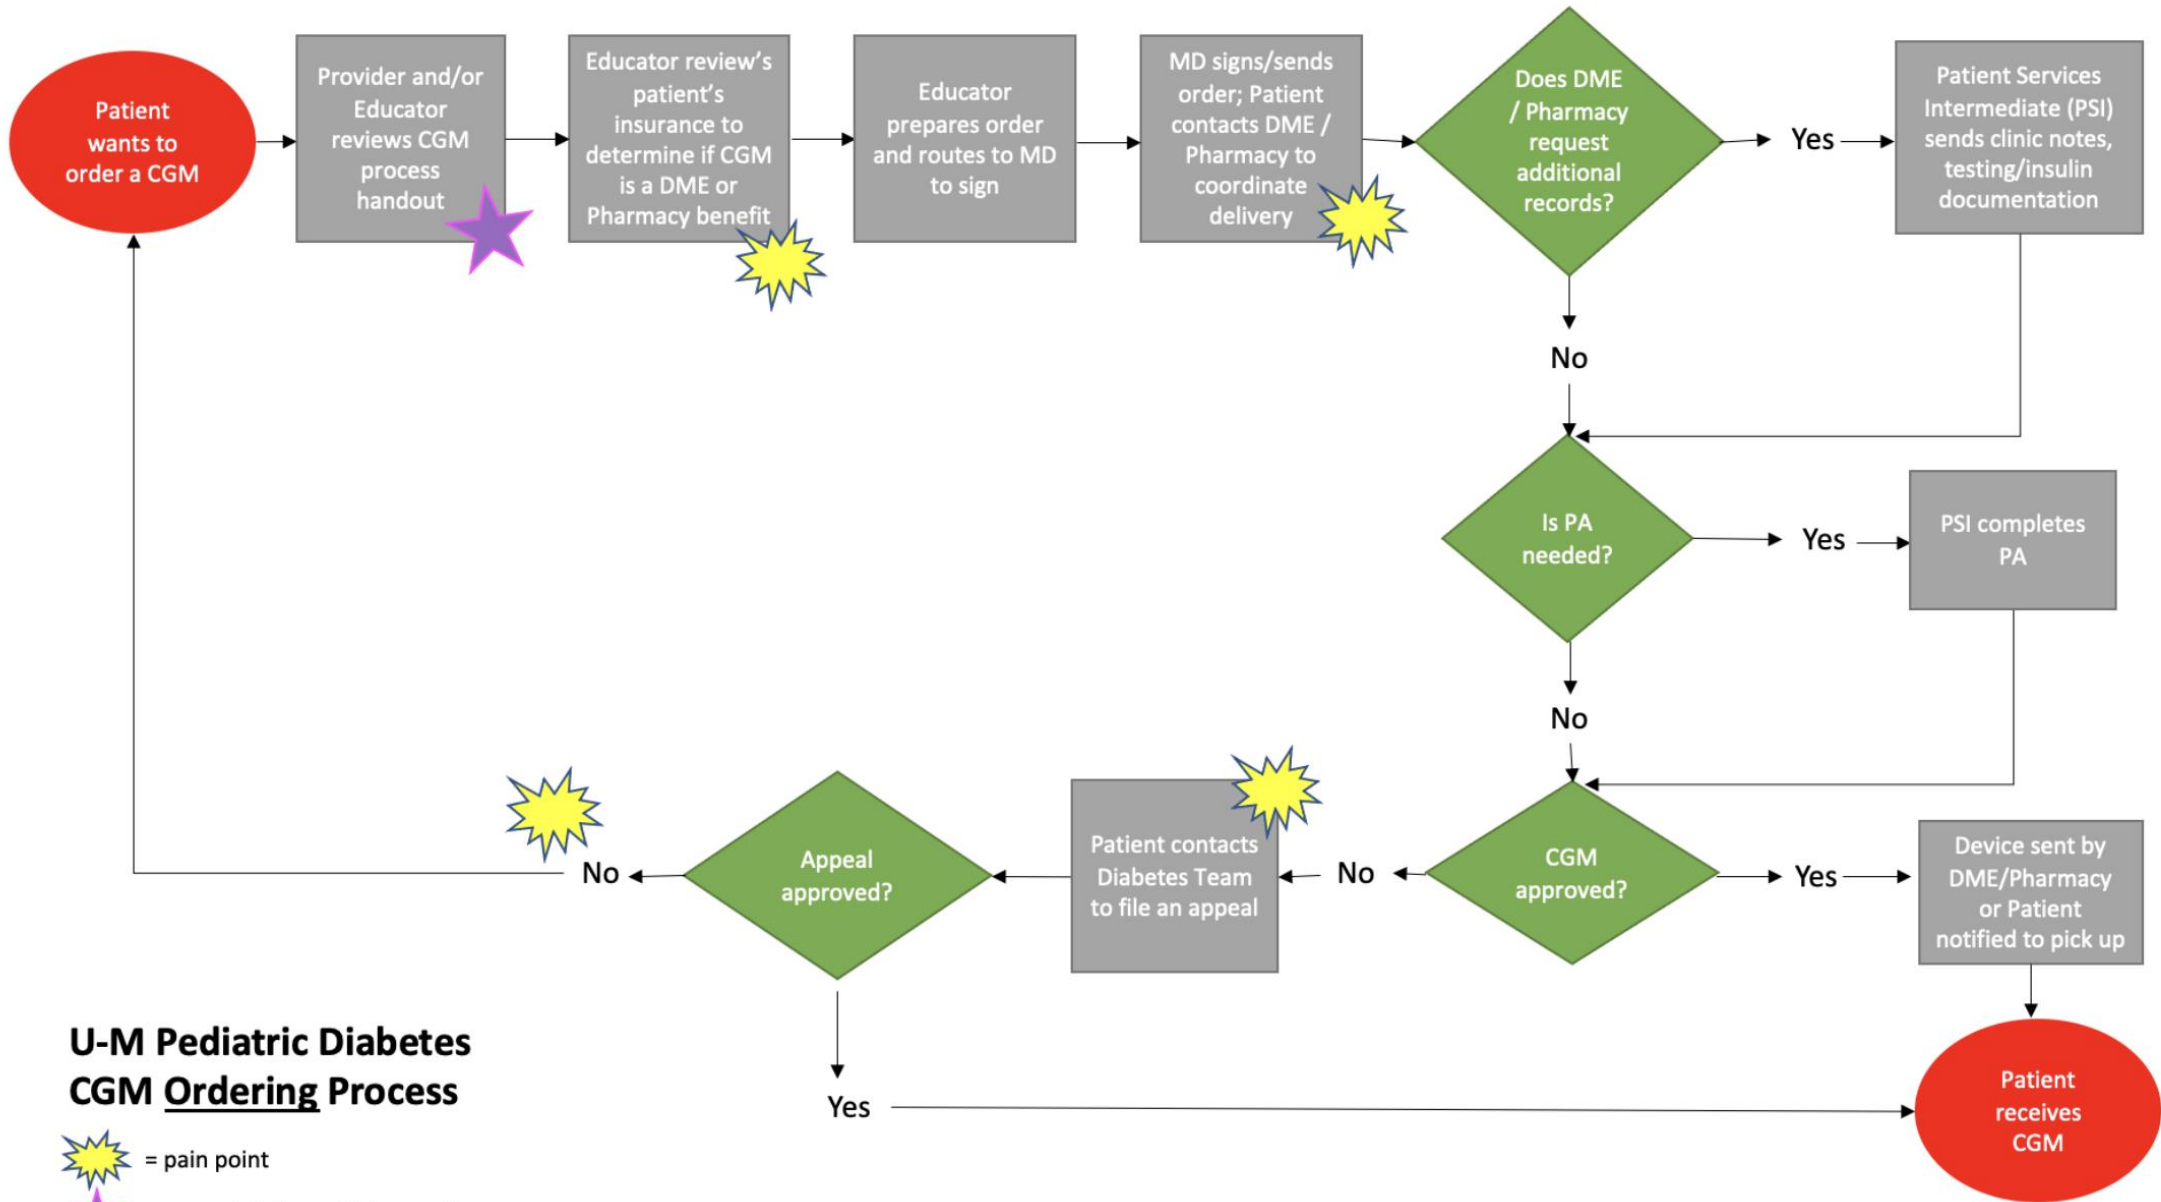 Patient
wants to
order a CGM
Provider and/or
Educator
reviews CGM
process
handout
Educator review's
patient's
insurance to
determine if CGM
is a DME or
Pharmacy benefit
Educator
prepares order
and routes to MD
to sign
MD signs/sends
order; Patient
contacts DME /
Pharmacy to
coordinate
delivery
Does DME
/ Pharmacy
request
additional
records?
Yes
Patient Services
Intermediate (PSI)
sends clinic notes,
testing/insulin
documentation
No
Is PA
needed?
Yes
PSI completes
PA
No
CGM
approved?
Yes
Device sent by
DME/Pharmacy
or Patient
notified to pick up
No
Patient contacts
Diabetes Team
to file an appeal
Appeal
approved?
No
Yes
Patient
receives
CGM
U-M Pediatric Diabetes
CGM Ordering Process
= pain point